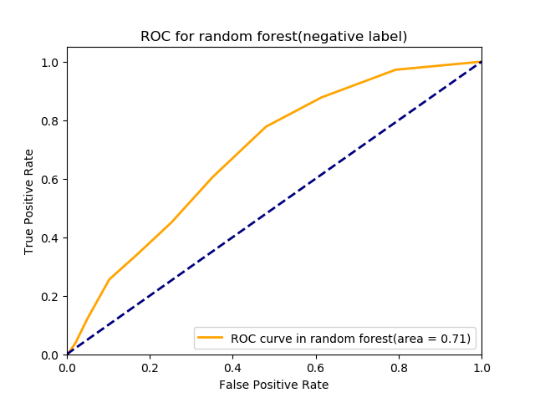 ROC for random forest(negative label)
1.0
0.8
0.6
0.4
0.2
0.0
True Positive Rate
ROC curve in random forest(area = 0.71)
0.0 0.2 0.4 0.6 0.8 1.0
False Positive Rate